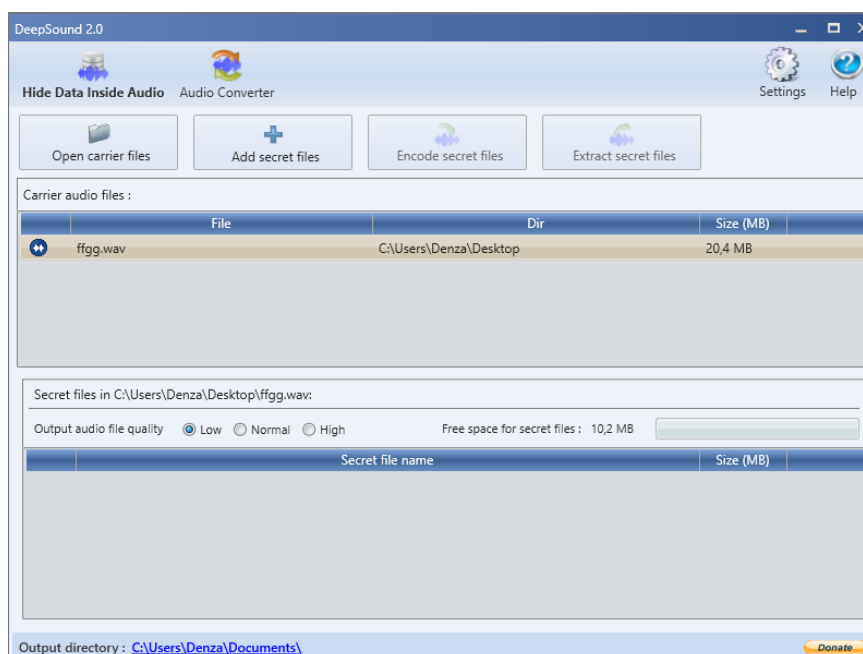 DeepSound 2.0
Hide Data Inside Audio Audio Converter Settings Help
Open carrier files Add secret files Encode secret files Extract secret files
Carrier audio files :
File Dir Size (MB)
ffgg.wav C:\Users\Denza\Desktop 20,4 MB
Secret files in C:\Users\Denza\Desktop\ffgg.wav:
Output audio file quality Low Normal High Free space for secret files : 10,2 MB
Secret file name Size (MB)
Output directory : C:\Users\Denza\Documents\ Donate